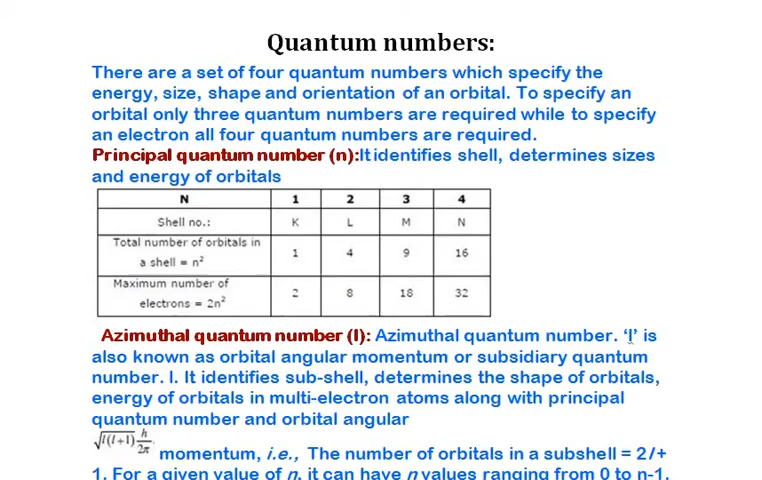 Quantum numbers:
There are a set of four quantum numbers which specify the
energy, size, shape and orientation of an orbital. To specify an
orbital only three quantum numbers are required while to specify
an electron all four quantum numbers are required.
Principal quantum number (n):It identifies shell, determines sizes
and energy of orbitals
N 1 2 3 4
Shell no.: K L M N
Total number of orbitals in
a shell = n² 1 4 9 16
Maximum number of
electrons = 2n² 2 8 18 32
Azimuthal quantum number (l): Azimuthal quantum number. ‘l’ is
also known as orbital angular momentum or subsidiary quantum
number. l. It identifies sub-shell, determines the shape of orbitals,
energy of orbitals in multi-electron atoms along with principal
quantum number and orbital angular
√l(l+1) h/2π momentum, i.e., The number of orbitals in a subshell = 2l+
1. For a given value of n, it can have n values ranging from 0 to n-1.